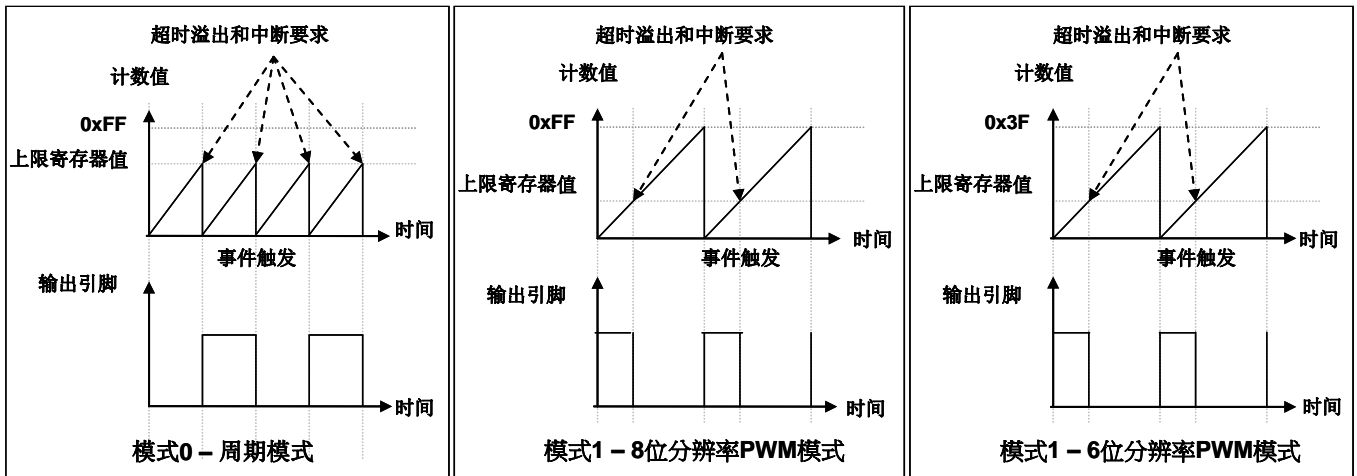 超时溢出和中断要求
计数值
0xFF
上限寄存器值
时间
事件触发
输出引脚
时间
模式0 – 周期模式
超时溢出和中断要求
计数值
0xFF
上限寄存器值
时间
事件触发
输出引脚
时间
模式1 – 8位分辨率PWM模式
超时溢出和中断要求
计数值
0x3F
上限寄存器值
时间
事件触发
输出引脚
时间
模式1 – 6位分辨率PWM模式